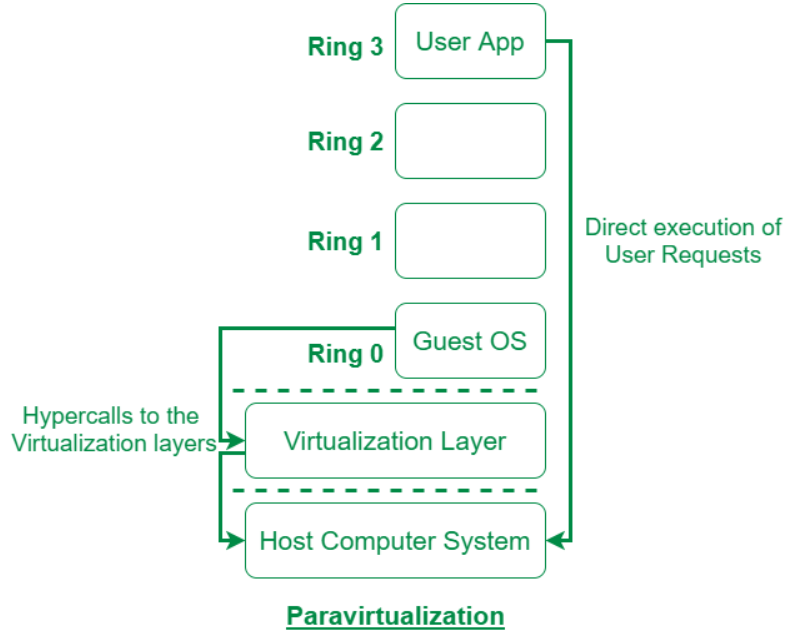 Ring 3
User App
Ring 2
Ring 1
Direct execution of
User Requests
Ring 0
Guest OS
Hypercalls to the
Virtualization layers
Virtualization Layer
Host Computer System
Paravirtualization